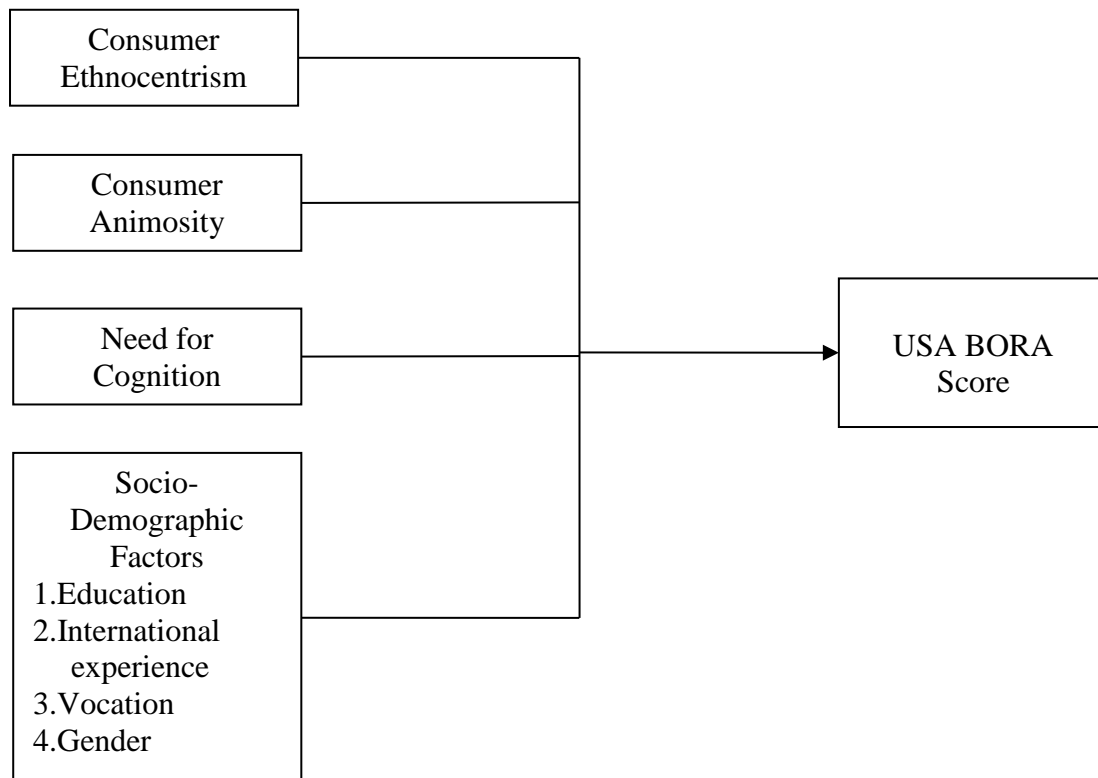 Consumer
Ethnocentrism
Consumer
Animosity
Need for
Cognition
Socio-
Demographic
Factors
1.Education
2.International
experience
3.Vocation
4.Gender
USA BORA
Score